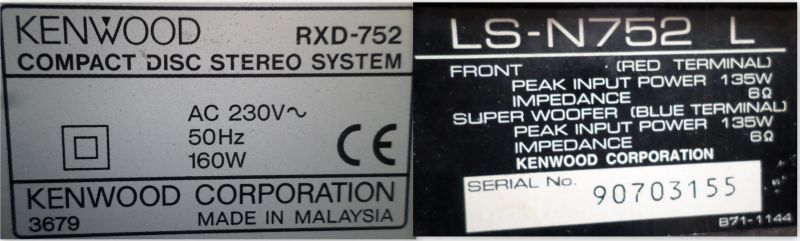 KENWOOD RXD-752
COMPACT DISC STEREO SYSTEM
AC 230V~
50Hz
160W
CE
KENWOOD CORPORATION
3679 MADE IN MALAYSIA
LS-N752 L
FRONT (RED TERMINAL)
PEAK INPUT POWER 135W
IMPEDANCE 6Ω
SUPER WOOFER (BLUE TERMINAL)
PEAK INPUT POWER 135W
IMPEDANCE 6Ω
KENWOOD CORPORATION
SERIAL No. 90703155
B71-1144